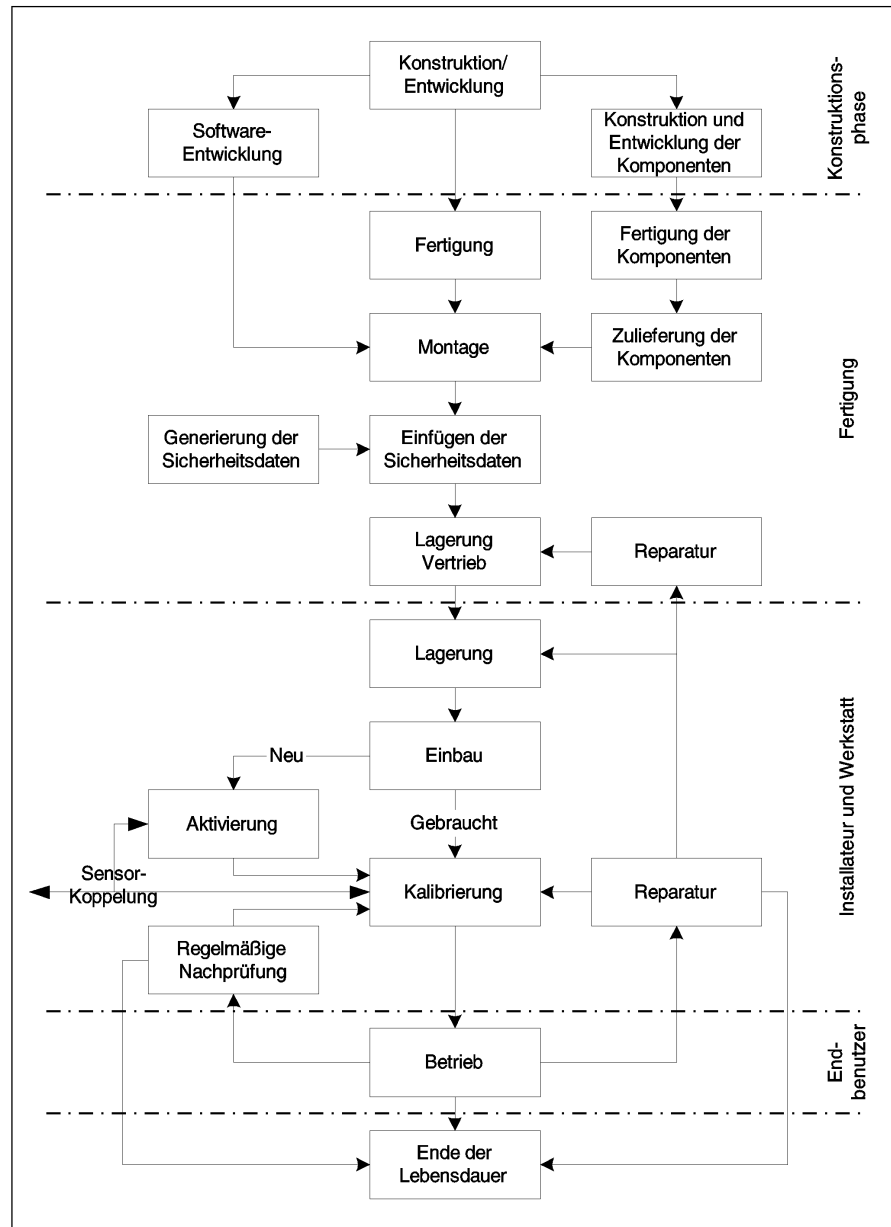 Konstruktion/
Entwicklung
Software-
Entwicklung
Konstruktion und
Entwicklung der
Komponenten
Konstruktions-
phase
Fertigung
Fertigung der
Komponenten
Montage
Zulieferung der
Komponenten
Fertigung
Generierung der
Sicherheitsdaten
Einfügen der
Sicherheitsdaten
Lagerung
Vertrieb
Reparatur
Lagerung
Neu
Einbau
Aktivierung
Gebraucht
Installateur und Werkstatt
Sensor-
Koppelung
Kalibrierung
Reparatur
Regelmäßige
Nachprüfung
Betrieb
End-
benutzer
Ende der
Lebensdauer